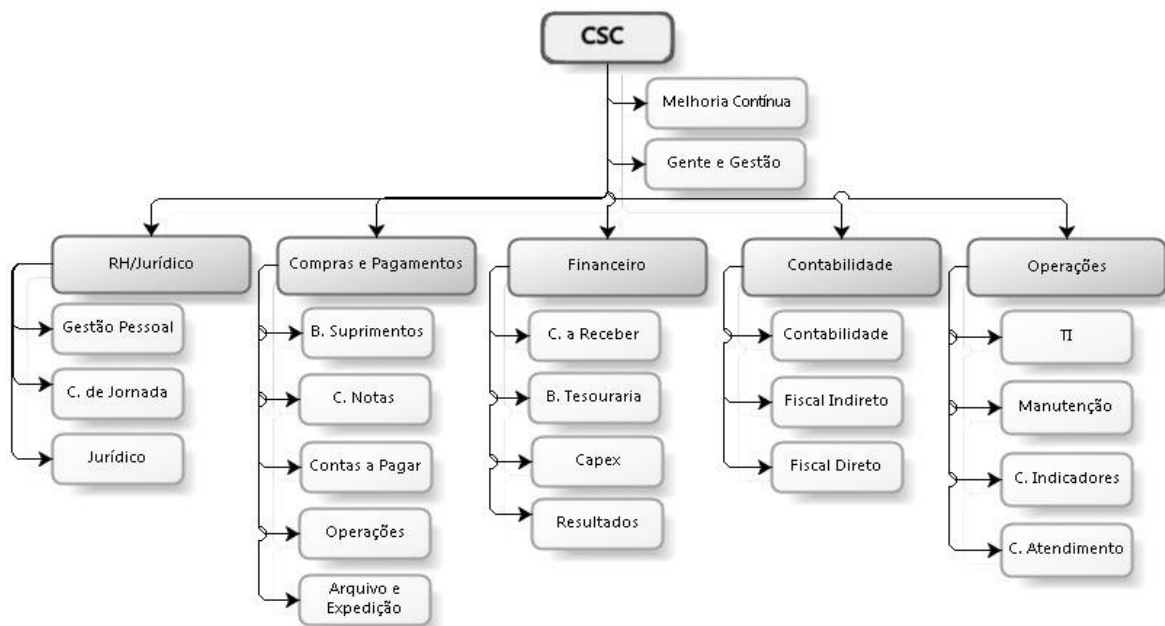 CSC
Melhoria Contínua
Gente e Gestão
RH/Jurídico
Compras e Pagamentos
Financeiro
Contabilidade
Operações
Gestão Pessoal
C. de Jornada
Jurídico
B. Suprimentos
C. Notas
Contas a Pagar
Operações
Arquivo e
Expedição
C. a Receber
B. Tesouraria
Capex
Resultados
Contabilidade
Fiscal Indireto
Fiscal Direto
TI
Manutenção
C. Indicadores
C. Atendimento